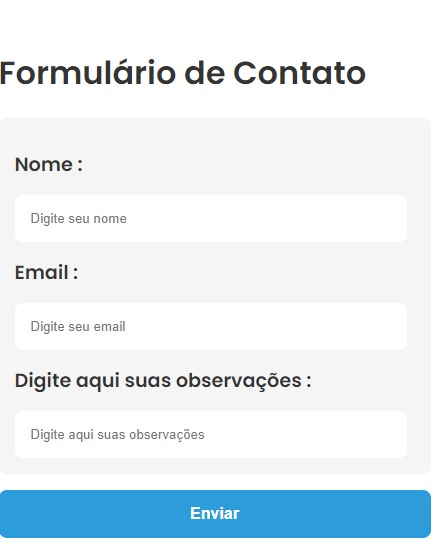 Formulário de Contato
Nome :
Digite seu nome
Email :
Digite seu email
Digite aqui suas observações :
Digite aqui suas observações
Enviar